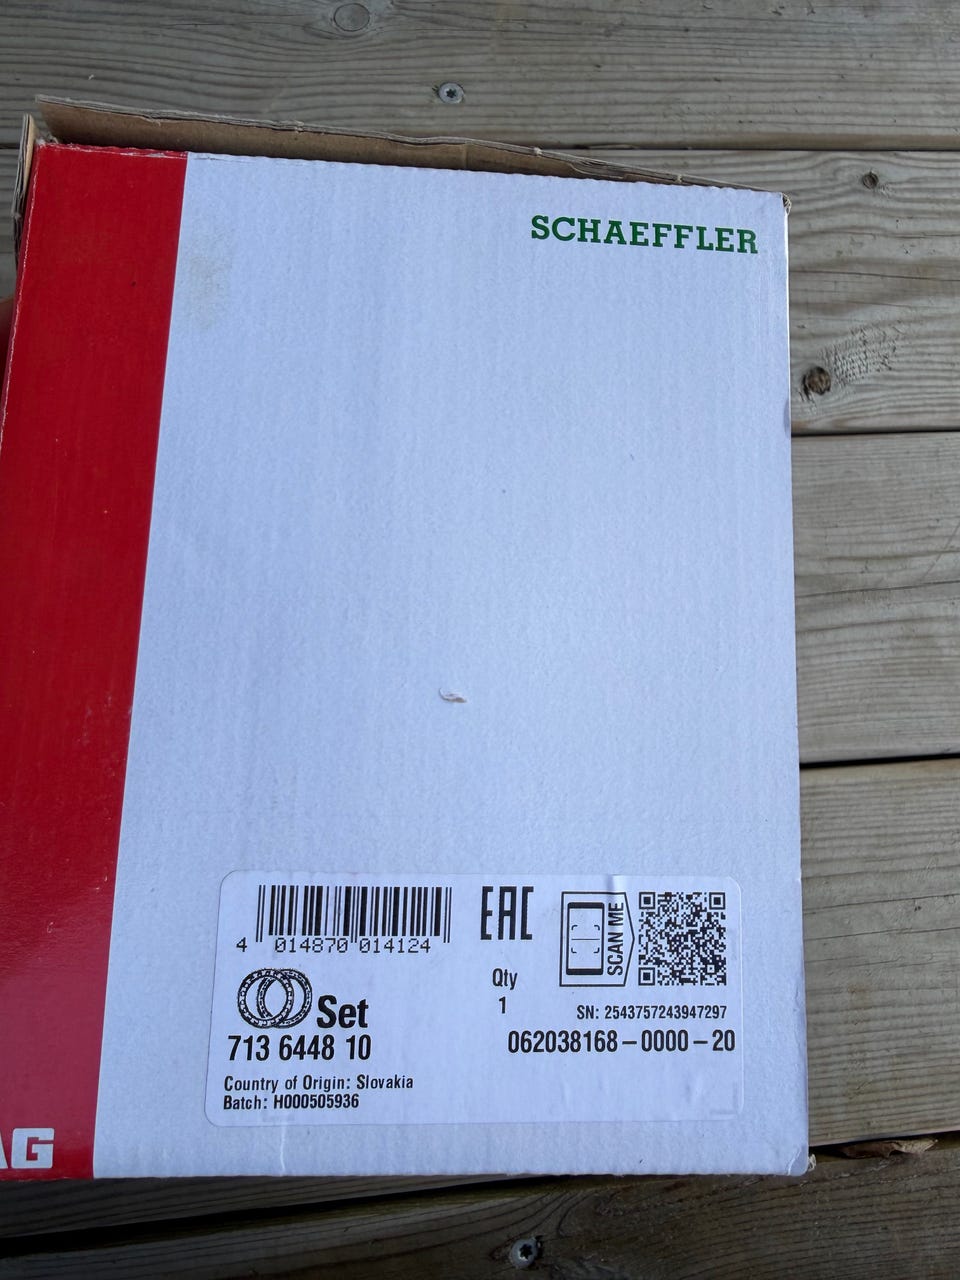 SCHAEFFLER
4 014870 014124
EAC
SCAN ME
Qty
1
Set
SN: 2543757243947297
713 6448 10
062038168 – 0000 – 20
Country of Origin: Slovakia
Batch: H000505936
AG